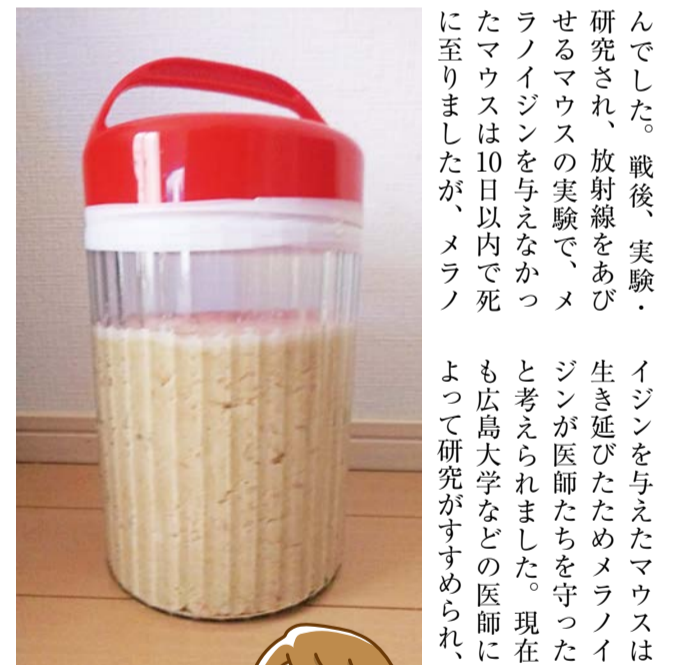 んでした。戦後、実験・
研究され、放射線をあび
せるマウスの実験で、メ
ラノイジンを与えなかっ
たマウスは10日以内で死
に至りましたが、メラノ
イジンを与えたマウスは
生き延びたためメラノイ
ジンが医師たちを守った
と考えられました。現在
も広島大学などの医師に
よって研究がすすめられ、